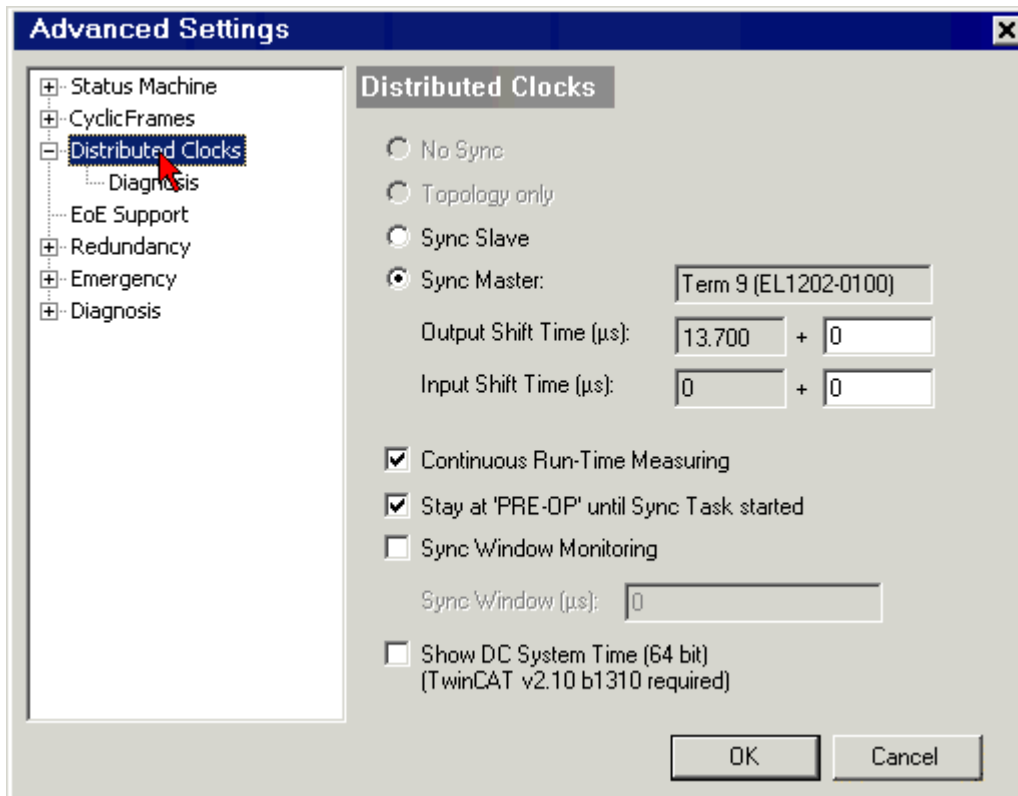 Advanced Settings
Status Machine
CyclicFrames
Distributed Clocks
Diagnosis
EoE Support
Redundancy
Emergency
Diagnosis
Distributed Clocks
No Sync
Topology only
Sync Slave
Sync Master: Term 9 (EL1202-0100)
Output Shift Time (µs): 13.700 + 0
Input Shift Time (µs): 0 + 0
Continuous Run-Time Measuring
Stay at 'PRE-OP' until Sync Task started
Sync Window Monitoring
Sync Window (µs): 0
Show DC System Time (64 bit)
(TwinCAT v2.10 b1310 required)
OK Cancel